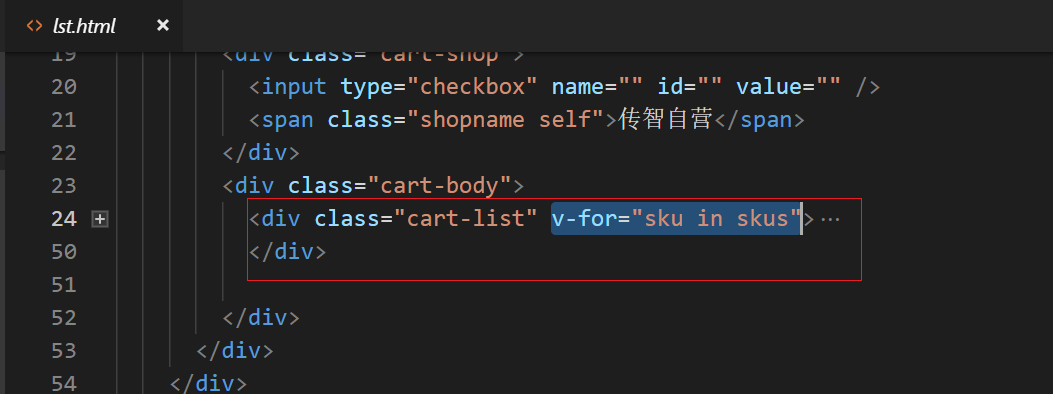 <> lst.html ×
19 <div class="cart-shop">
20 <input type="checkbox" name="" id="" value="" />
21 <span class="shopname self">传智自营</span>
22 </div>
23 <div class="cart-body">
24 <div class="cart-list" v-for="sku in skus">⋯
50 </div>
51
52 </div>
53 </div>
54 </div>